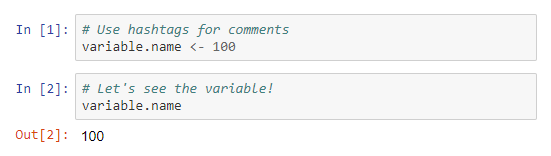 In [1]: # Use hashtags for comments
variable.name <- 100
In [2]: # Let's see the variable!
variable.name
Out[2]: 100